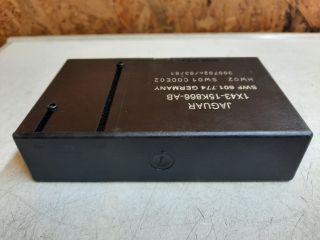 JAGUAR
1X43-15K866-AB
SWF 601.774 GERMANY
HW02 SW01 CODE02